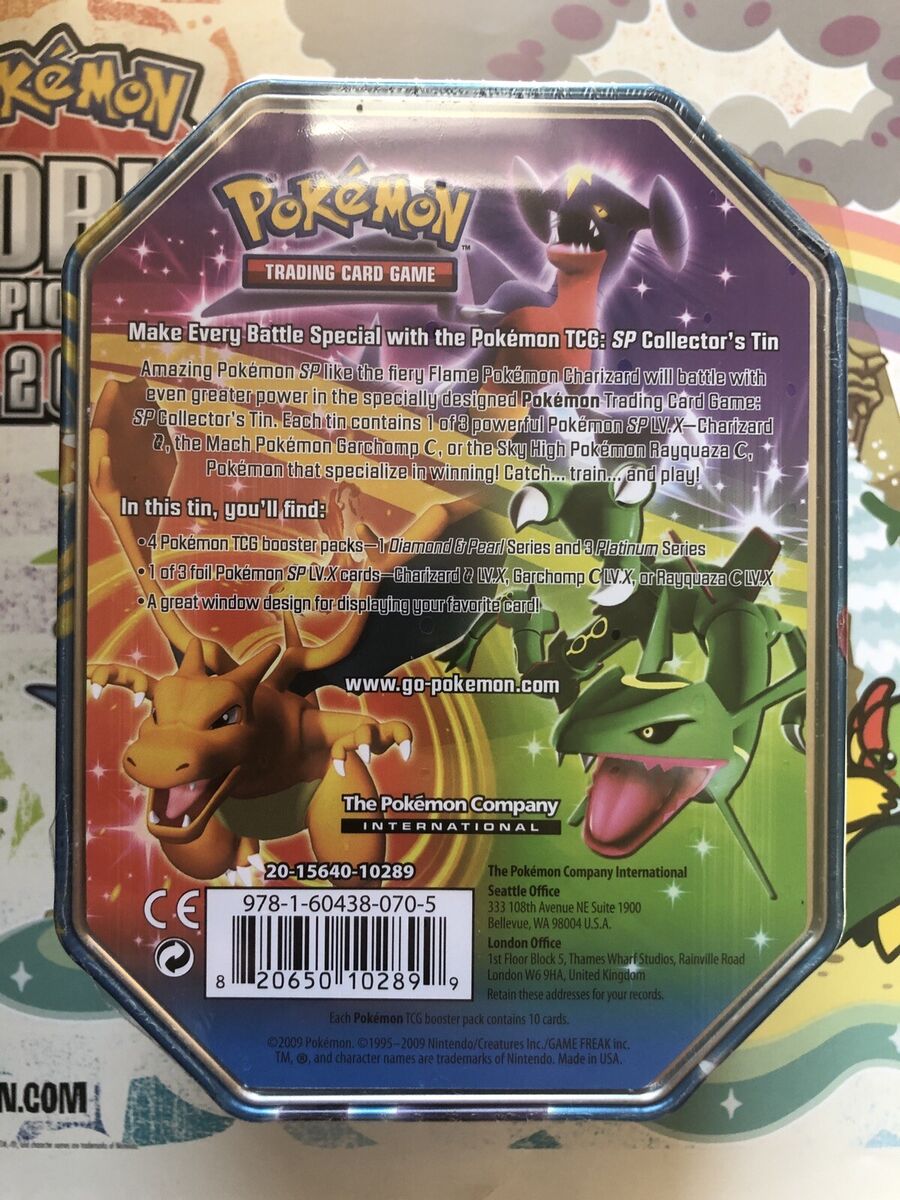 POKéMON
POKéMON™
TRADING CARD GAME
Make Every Battle Special with the Pokémon TCG: SP Collector's Tin
Amazing Pokémon SP like the fiery Flame Pokémon Charizard will battle with
even greater power in the specially designed Pokémon Trading Card Game:
SP Collector's Tin. Each tin contains 1 of 3 powerful Pokémon SP LV.X—Charizard
, the Mach Pokémon Garchomp C, or the Sky High Pokémon Rayquaza C,
Pokémon that specialize in winning! Catch... train... and play!
In this tin, you'll find:
•4 Pokémon TCG booster packs—1 Diamond & Pearl Series and 3 Platinum Series
•1 of 3 foil Pokémon SP LV.X cards—Charizard LV.X, Garchomp C LV.X, or Rayquaza C LV.X
•A great window design for displaying your favorite card!
www.go-pokemon.com
The Pokémon Company
INTERNATIONAL
20-15640-10289
CE
978-1-60438-070-5
8 20650 10289 9
The Pokémon Company International
Seattle Office
333 108th Avenue NE Suite 1900
Bellevue, WA 98004 U.S.A.
London Office
1st Floor Block 5, Thames Wharf Studios, Rainville Road
London W6 9HA, United Kingdom
Retain these addresses for your records.
Each Pokémon TCG booster pack contains 10 cards.
©2009 Pokémon. ©1995–2009 Nintendo/Creatures Inc./GAME FREAK inc.
TM, ®, and character names are trademarks of Nintendo. Made in USA.
N.COM